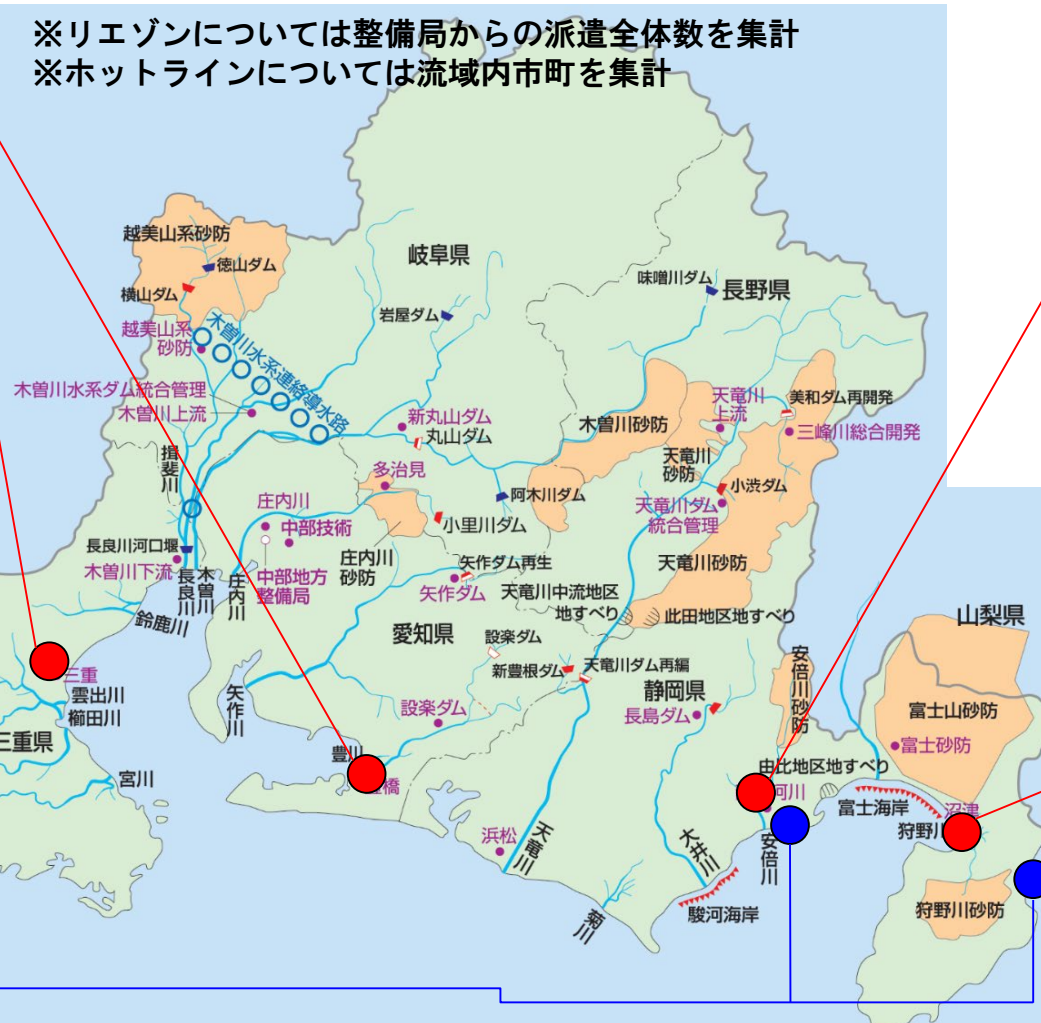 ※リエゾンについては整備局からの派遣全体数を集計
※ホットラインについては流域内市町を集計
越美山系砂防
徳山ダム
横山ダム
岐阜県
岩屋ダム
味噌川ダム
長野県
越美山系
砂防
木曽川水系連絡導水路
木曽川水系ダム統合管理
木曽川上流
新丸山ダム
丸山ダム
木曽川砂防
天竜川
上流
美和ダム再開発
三峰川総合開発
揖斐川
多治見
天竜川
砂防
小渋ダム
阿木川ダム
天竜川ダム
統合管理
庄内川
中部技術
小里川ダム
長良川河口堰
木曽川下流
庄内川
砂防
天竜川砂防
中部地方
整備局
矢作ダム再生
矢作ダム
天竜川中流地区
地すべり
此田地区地すべり
長良川
木曽川
庄内川
鈴鹿川
愛知県
設楽ダム
新豊根ダム
天竜川ダム再編
山梨県
三重
雲出川
櫛田川
矢作川
静岡県
長島ダム
安倍川砂防
富士山砂防
富士砂防
設楽ダム
三重県
宮川
豊川
橋
由比地区地すべり
河川
富士海岸
沼津
狩野川
浜松
天竜川
大井川
安倍川
駿河海岸
菊川
狩野川砂防